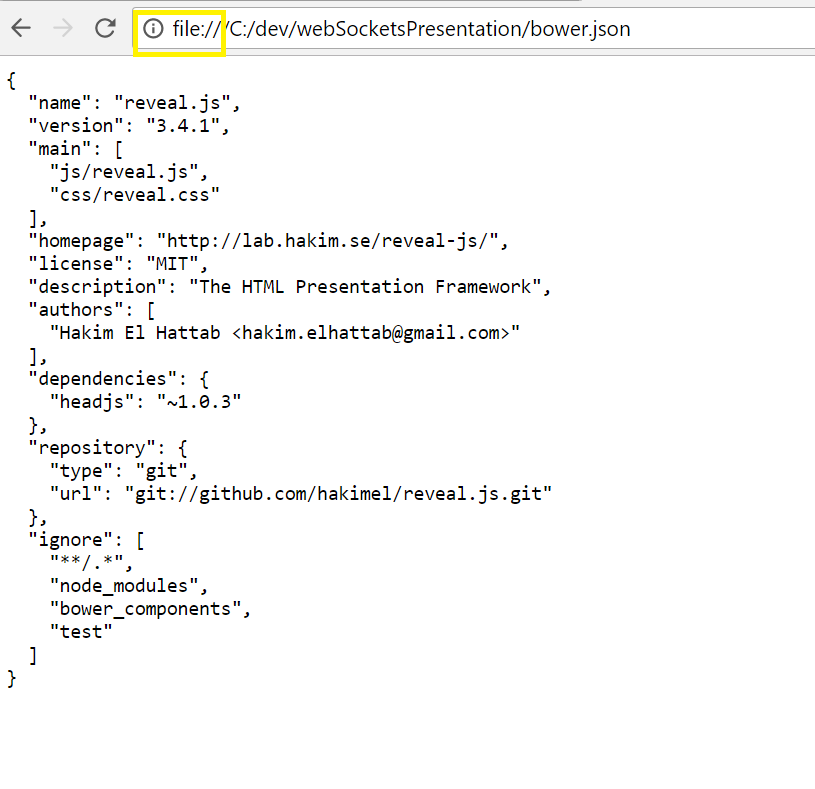 file:///C:/dev/webSocketsPresentation/bower.json
{
  "name": "reveal.js",
  "version": "3.4.1",
  "main": [
    "js/reveal.js",
    "css/reveal.css"
  ],
  "homepage": "http://lab.hakim.se/reveal-js/",
  "license": "MIT",
  "description": "The HTML Presentation Framework",
  "authors": [
    "Hakim El Hattab <hakim.elhattab@gmail.com>"
  ],
  "dependencies": {
    "headjs": "~1.0.3"
  },
  "repository": {
    "type": "git",
    "url": "git://github.com/hakimel/reveal.js.git"
  },
  "ignore": [
    "**/.*",
    "node_modules",
    "bower_components",
    "test"
  ]
}